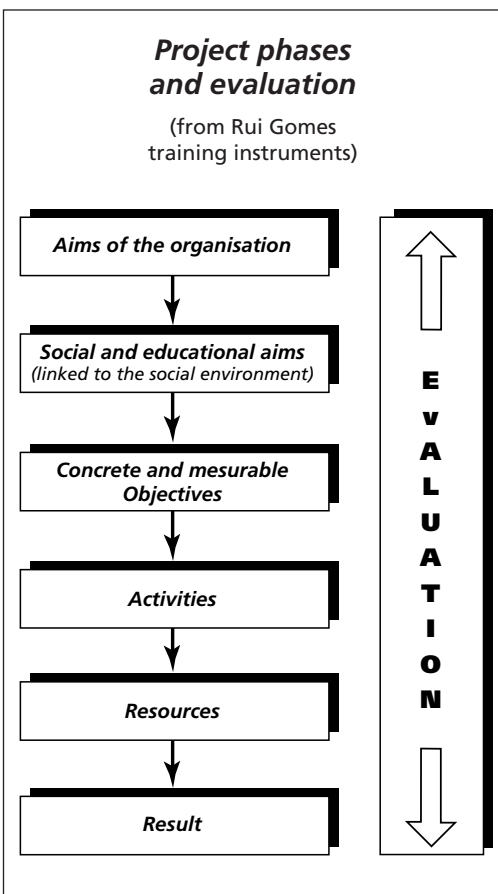 Project phases
and evaluation
(from Rui Gomes
training instruments)
Aims of the organisation
Social and educational aims
(linked to the social environment)
Concrete and mesurable
Objectives
Activities
Resources
Result
EvALUATION